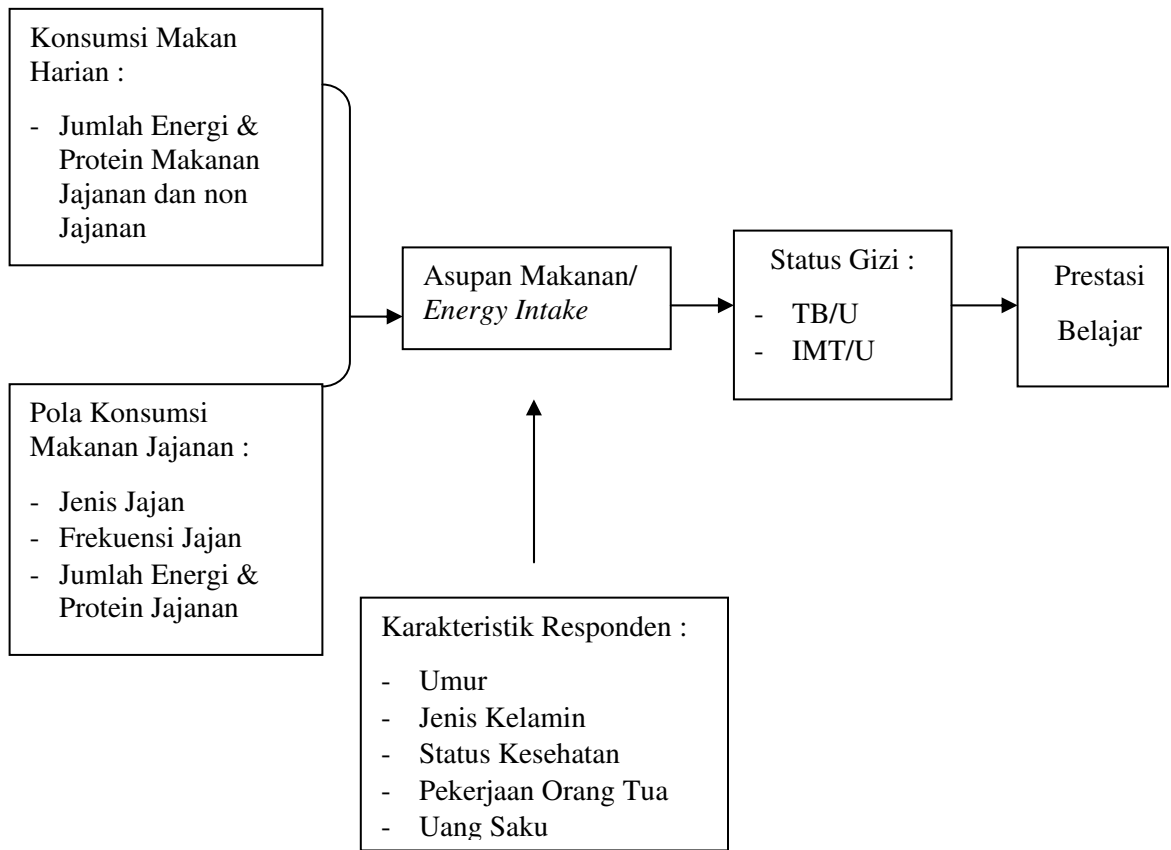 Konsumsi Makan
Harian :
- Jumlah Energi &
Protein Makanan
Jajanan dan non
Jajanan
Pola Konsumsi
Makanan Jajanan :
- Jenis Jajan
- Frekuensi Jajan
- Jumlah Energi &
Protein Jajanan
Asupan Makanan/
Energy Intake
Karakteristik Responden :
- Umur
- Jenis Kelamin
- Status Kesehatan
- Pekerjaan Orang Tua
- Uang Saku
Status Gizi :
- TB/U
- IMT/U
Prestasi
Belajar